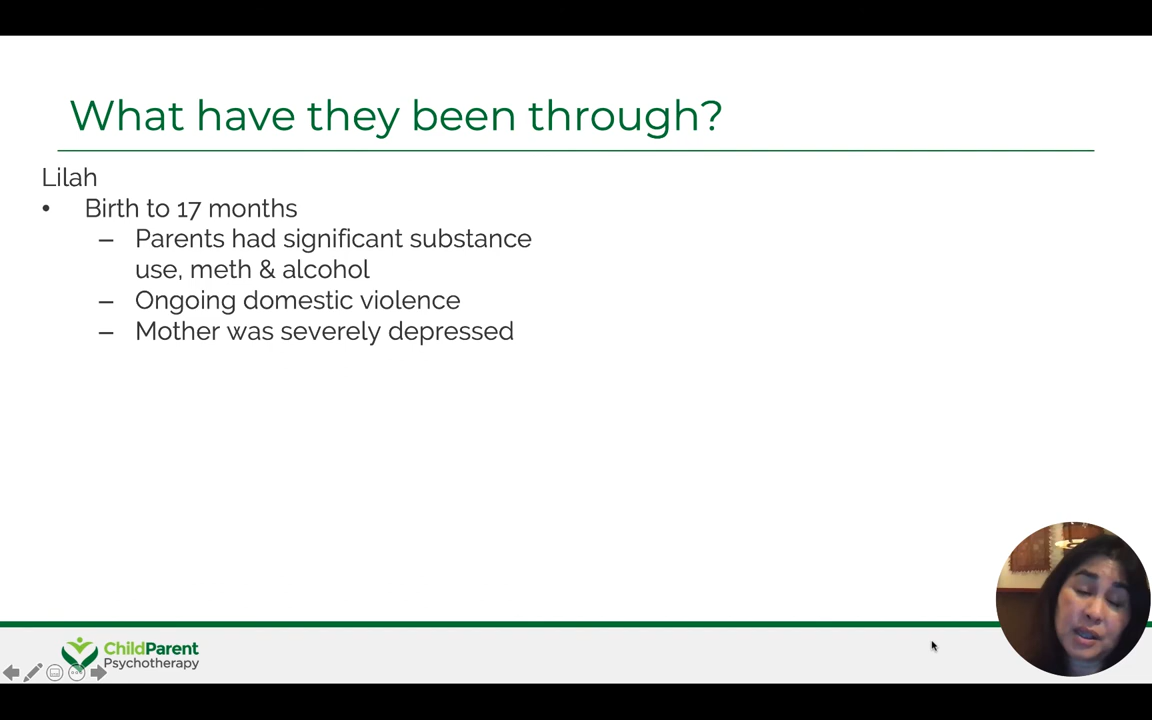 What have they been through?
Lilah
• Birth to 17 months
– Parents had significant substance
use, meth & alcohol
– Ongoing domestic violence
– Mother was severely depressed
ChildParent
Psychotherapy